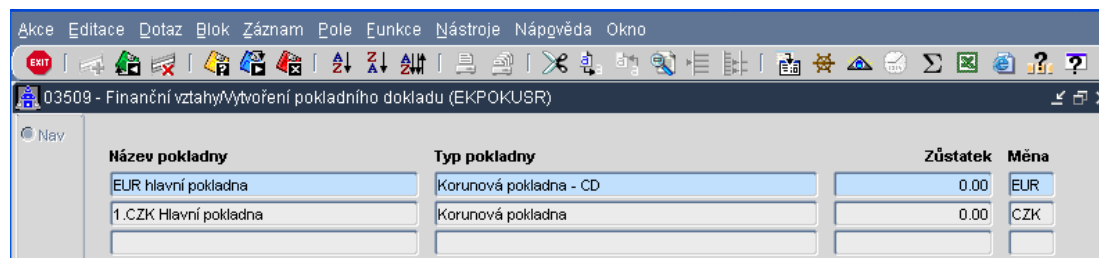 Akce Editace Dotaz Blok Záznam Pole Funkce Nástroje Nápověda Okno
EXIT
03509 - Finanční vztahy/Vytvoření pokladního dokladu (EKPOKUSR)
Nav
Název pokladny Typ pokladny Zůstatek Měna
EUR hlavní pokladna Korunová pokladna - CD 0.00 EUR
1.CZK Hlavní pokladna Korunová pokladna 0.00 CZK